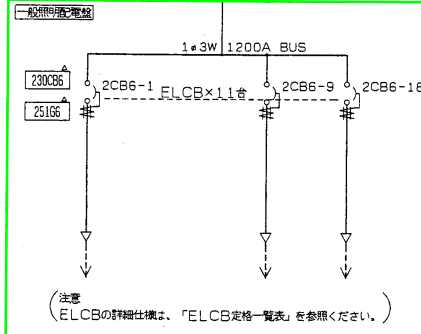 一般照明配電盤
1φ3W 1200A BUS
230CB6
2CB6-1
ELCB×11台
2CB6-9
2CB6-18
251G6
注意
ELCBの詳細仕様は、「ELCB定格一覧表」を参照ください。